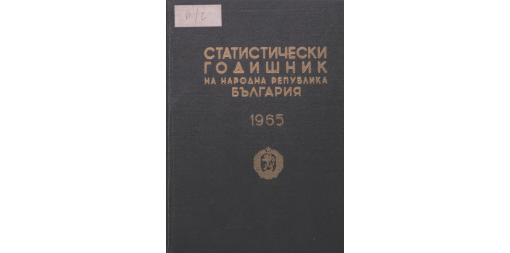 СТАТИСТИЧЕСКИ
ГОДИШНИК
НА НАРОДНА РЕПУБЛИКА
БЪЛГАРИЯ
1965